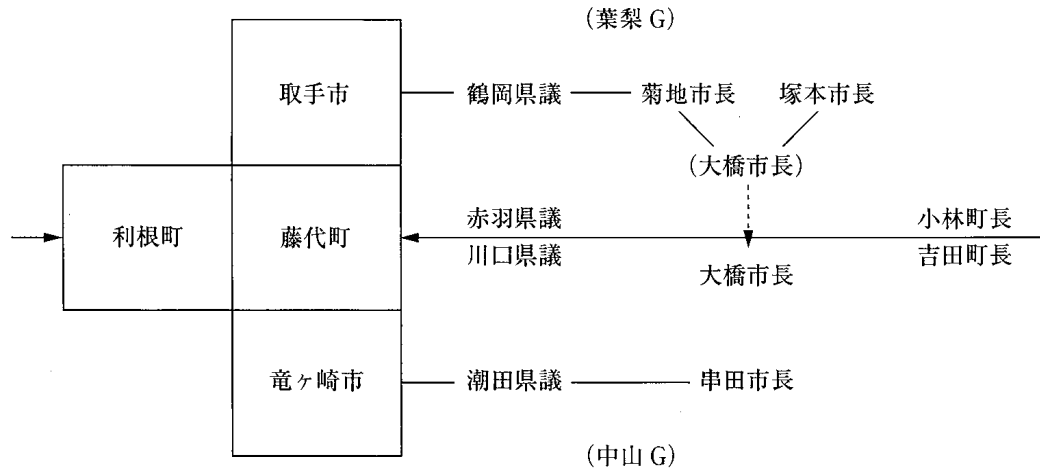 (葉梨 G)
取手市 鶴岡県議 菊地市長 塚本市長
(大橋市長)
赤羽県議 小林町長
利根町 藤代町
川口県議 大橋市長 吉田町長
竜ヶ崎市 潮田県議 串田市長
(中山 G)